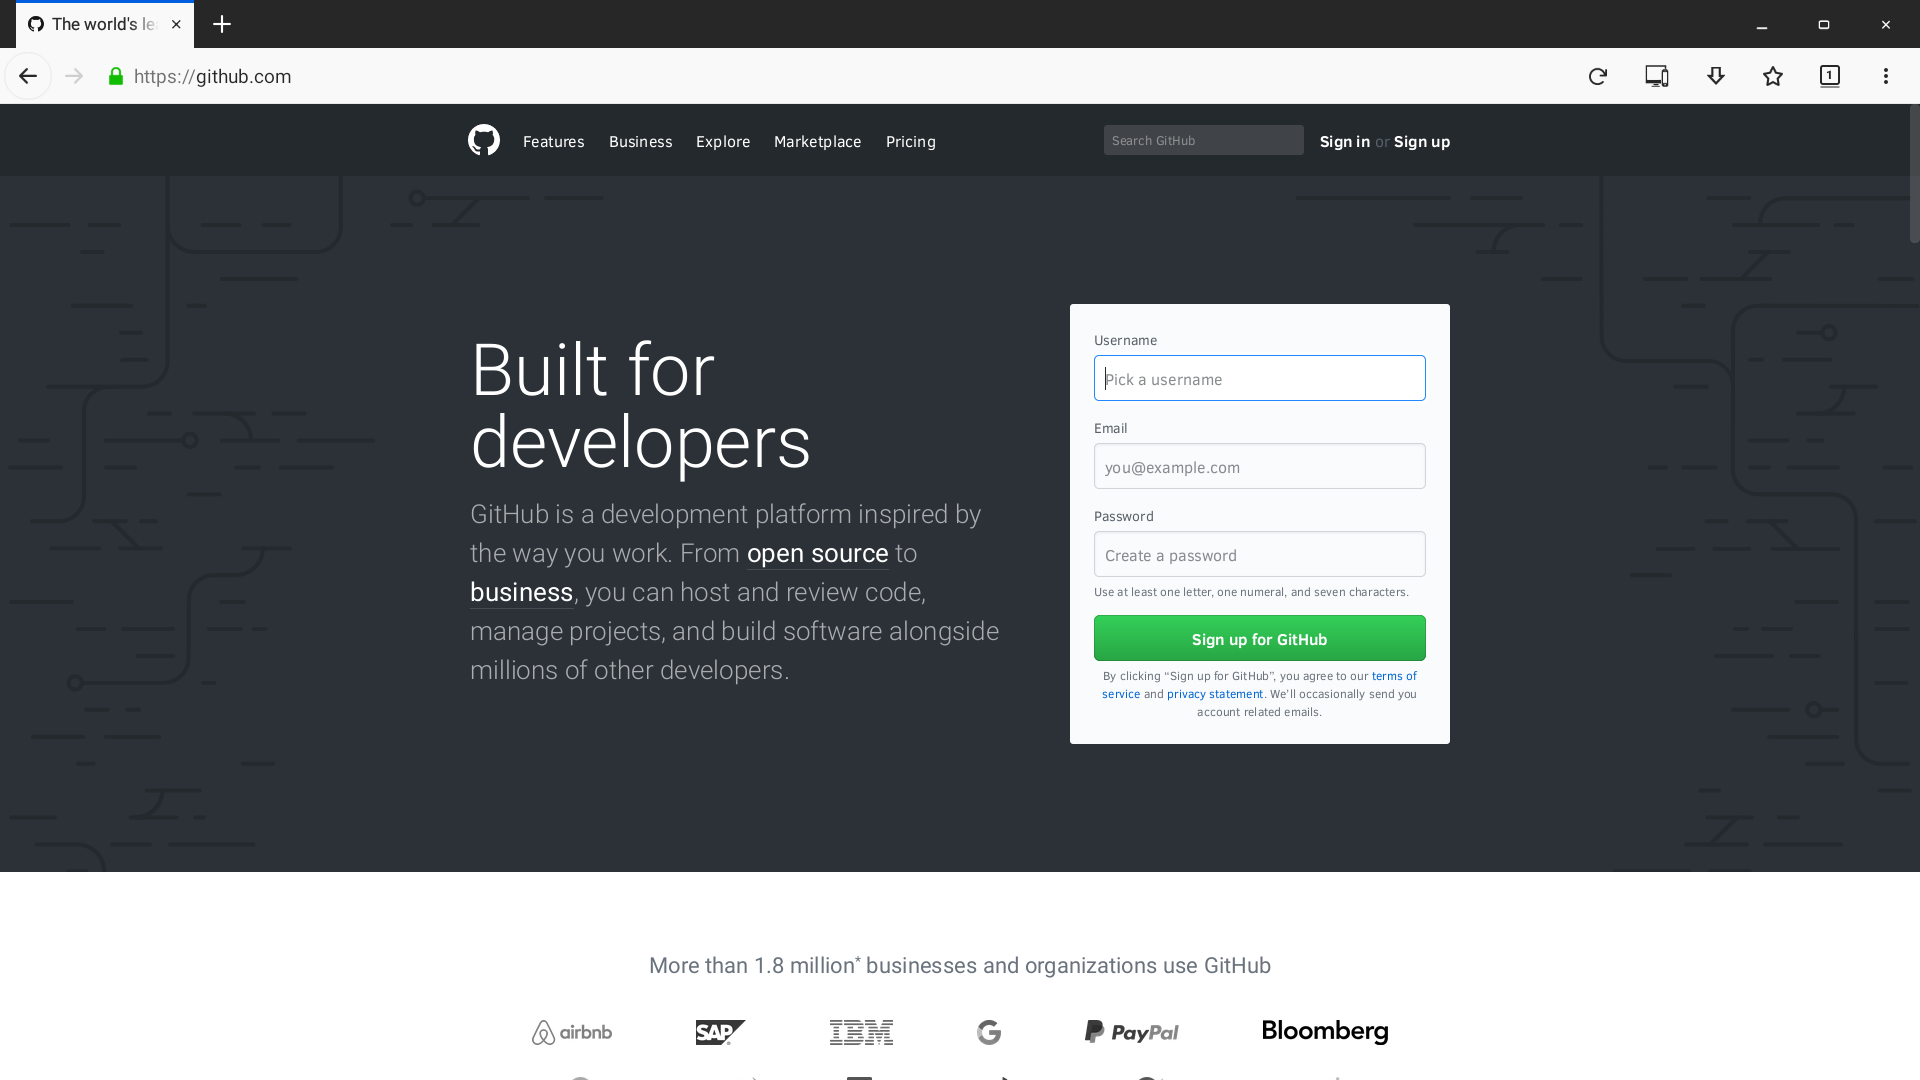 The world's le
https://github.com
1
Features Business Explore Marketplace Pricing Search GitHub Sign in or Sign up
Built for
developers
GitHub is a development platform inspired by
the way you work. From open source to
business, you can host and review code,
manage projects, and build software alongside
millions of other developers.
Username
Pick a username
Email
you@example.com
Password
Create a password
Use at least one letter, one numeral, and seven characters.
Sign up for GitHub
By clicking “Sign up for GitHub”, you agree to our terms of
service and privacy statement. We’ll occasionally send you
account related emails.
More than 1.8 million* businesses and organizations use GitHub
airbnb SAP IBM G PayPal Bloomberg